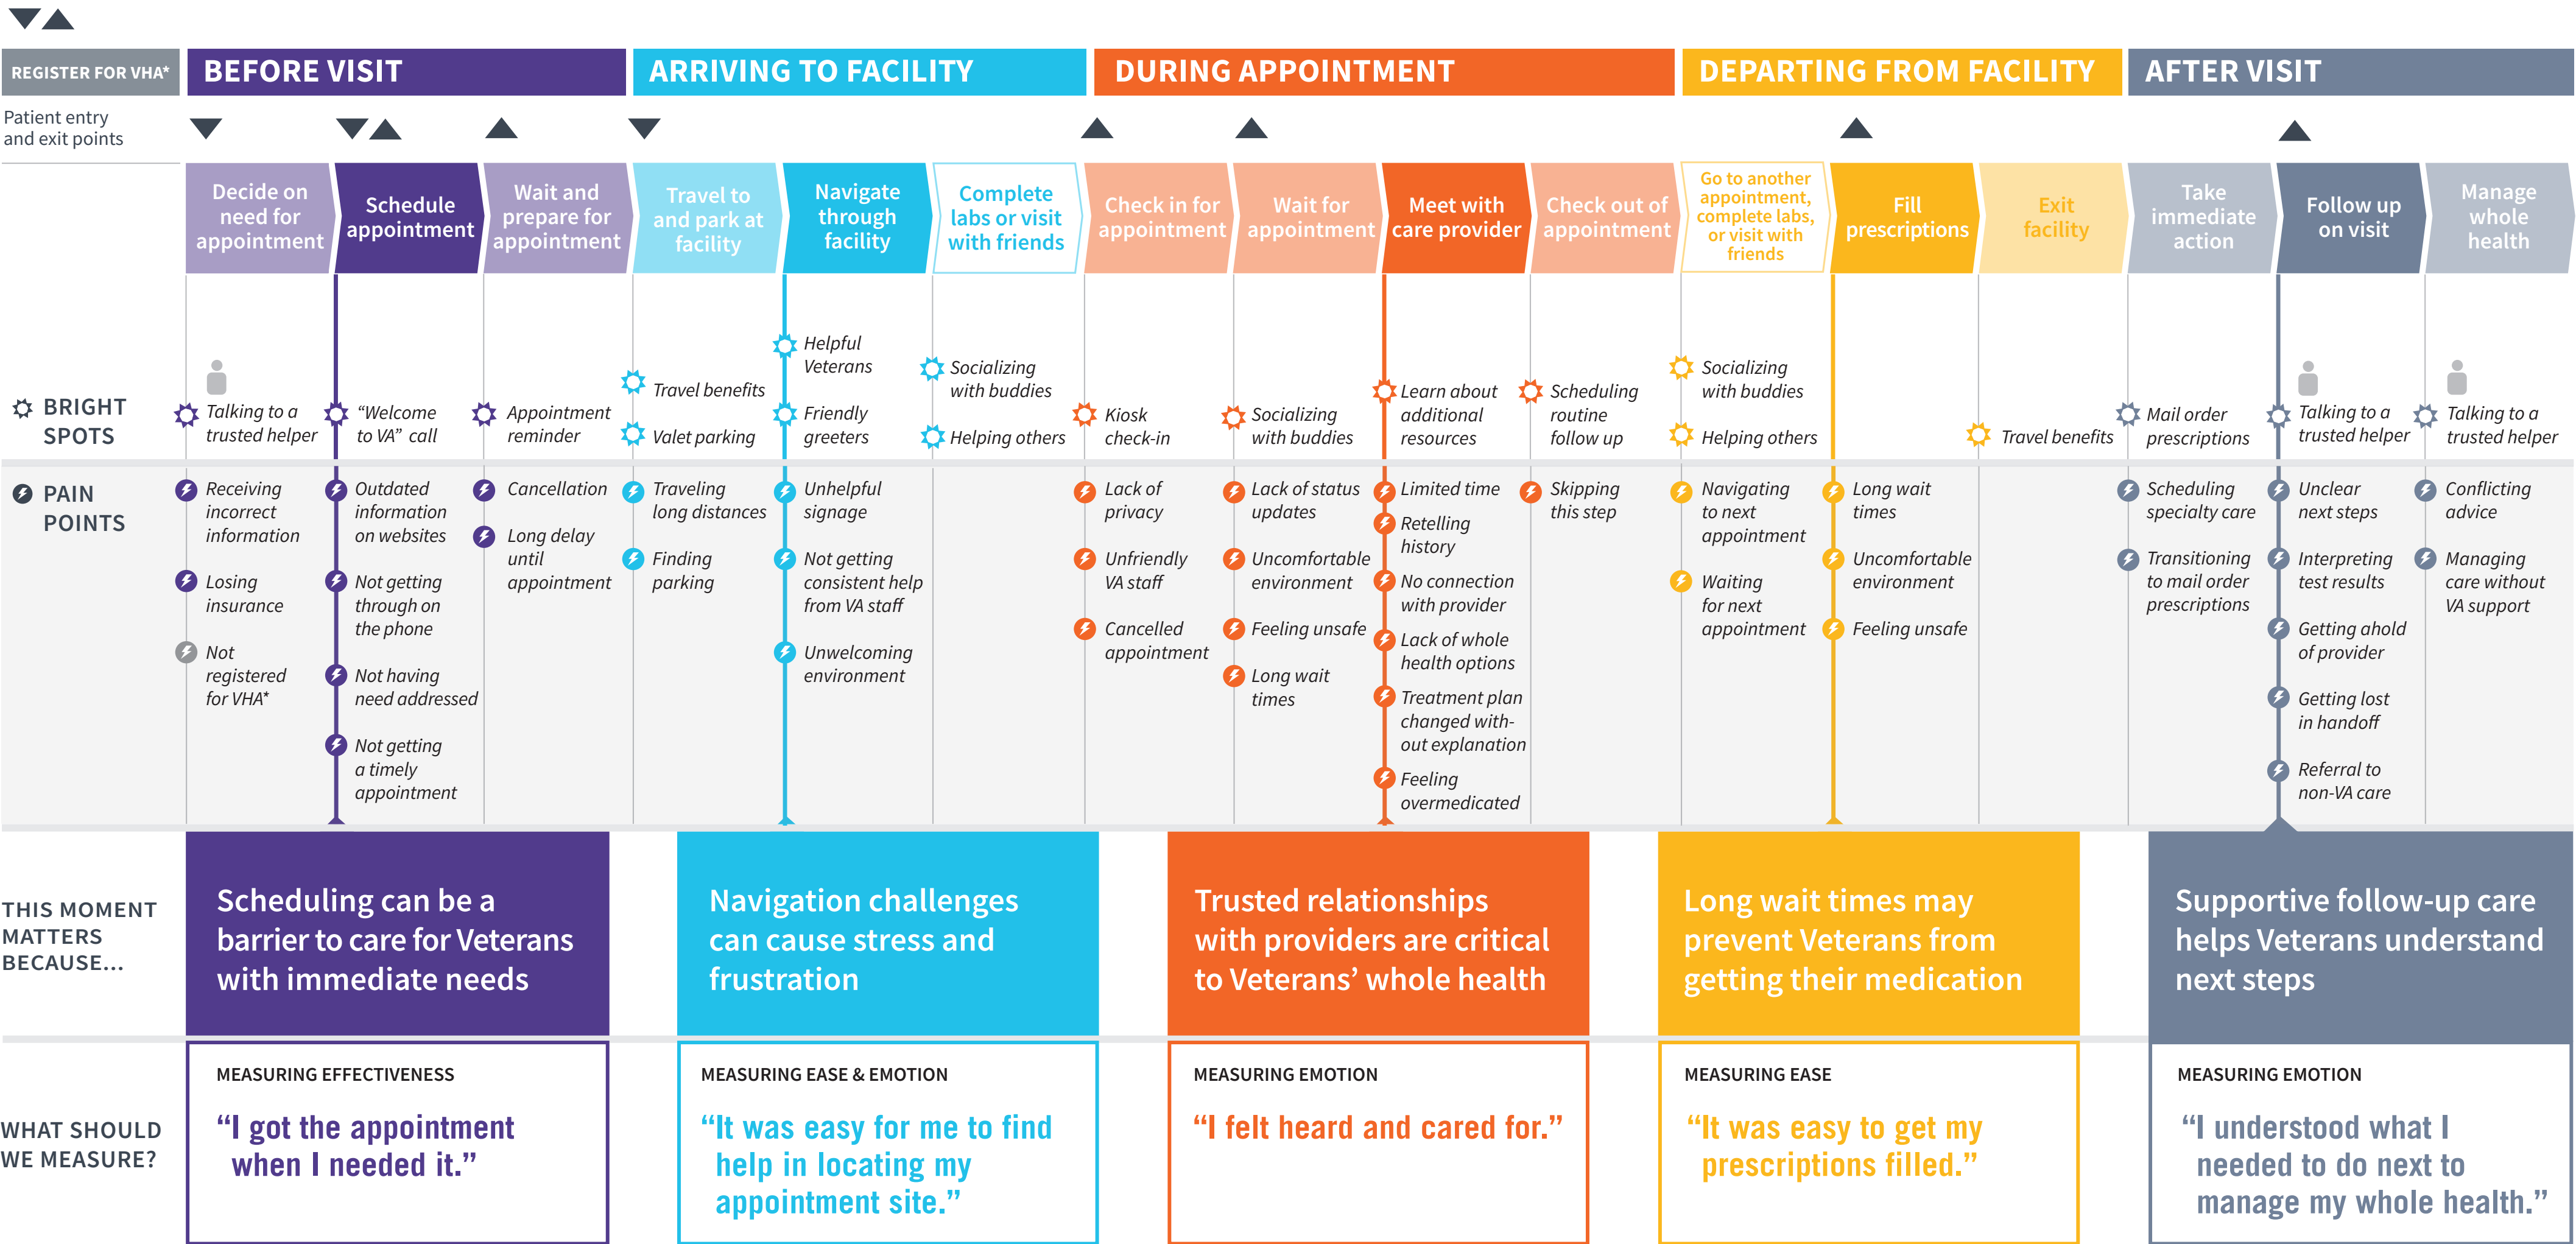 REGISTER FOR VHA*
BEFORE VISIT
ARRIVING TO FACILITY
DURING APPOINTMENT
DEPARTING FROM FACILITY
AFTER VISIT
Patient entry
and exit points
Decide on
need for
appointment
Schedule
appointment
Wait and
prepare for
appointment
Travel to
and park at
facility
Navigate
through
facility
Complete
labs or visit
with friends
Check in for
appointment
Wait for
appointment
Meet with
care provider
Check out of
appointment
Go to another
appointment,
complete labs,
or visit with
friends
Fill
prescriptions
Exit
facility
Take
immediate
action
Follow up
on visit
Manage
whole
health
BRIGHT
SPOTS
Talking to a
trusted helper
“Welcome
to VA” call
Appointment
reminder
Travel benefits
Valet parking
Helpful
Veterans
Friendly
greeters
Socializing
with buddies
Helping others
Kiosk
check-in
Socializing
with buddies
Learn about
additional
resources
Scheduling
routine
follow up
Socializing
with buddies
Helping others
Travel benefits
Mail order
prescriptions
Talking to a
trusted helper
Talking to a
trusted helper
PAIN
POINTS
Receiving
incorrect
information
Losing
insurance
Not
registered
for VHA*
Outdated
information
on websites
Not getting
through on
the phone
Not having
need addressed
Not getting
a timely
appointment
Cancellation
Long delay
until
appointment
Traveling
long distances
Finding
parking
Unhelpful
signage
Not getting
consistent help
from VA staff
Unwelcoming
environment
Lack of
privacy
Unfriendly
VA staff
Cancelled
appointment
Lack of status
updates
Uncomfortable
environment
Feeling unsafe
Long wait
times
Limited time
Retelling
history
No connection
with provider
Lack of whole
health options
Treatment plan
changed with-
out explanation
Feeling
overmedicated
Skipping
this step
Navigating
to next
appointment
Waiting
for next
appointment
Long wait
times
Uncomfortable
environment
Feeling unsafe
Scheduling
specialty care
Transitioning
to mail order
prescriptions
Unclear
next steps
Interpreting
test results
Getting ahold
of provider
Getting lost
in handoff
Referral to
non-VA care
Conflicting
advice
Managing
care without
VA support
THIS MOMENT
MATTERS
BECAUSE...
Scheduling can be a
barrier to care for Veterans
with immediate needs
Navigation challenges
can cause stress and
frustration
Trusted relationships
with providers are critical
to Veterans’ whole health
Long wait times may
prevent Veterans from
getting their medication
Supportive follow-up care
helps Veterans understand
next steps
WHAT SHOULD
WE MEASURE?
MEASURING EFFECTIVENESS
“I got the appointment
when I needed it.”
MEASURING EASE & EMOTION
“It was easy for me to find
help in locating my
appointment site.”
MEASURING EMOTION
“I felt heard and cared for.”
MEASURING EASE
“It was easy to get my
prescriptions filled.”
MEASURING EMOTION
“I understood what I
needed to do next to
manage my whole health.”